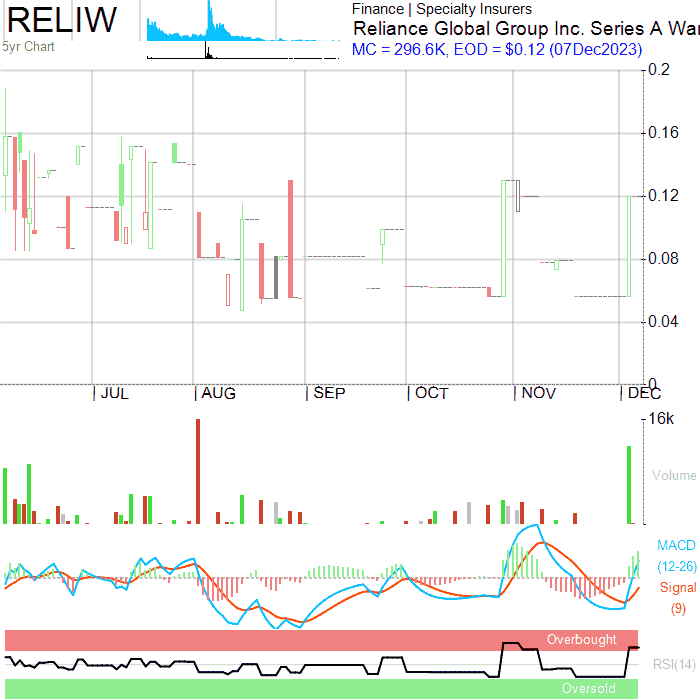 RELIW
5yr Chart
Finance | Specialty Insurers
Reliance Global Group Inc. Series A War
MC = 296.6K, EOD = $0.12 (07Dec2023)
0.2
0.16
0.12
0.08
0.04
0
JUL AUG SEP OCT NOV DEC
16k
Volume
MACD
(12-26)
Signal
(9)
Overbought
RSI(14)
Oversold